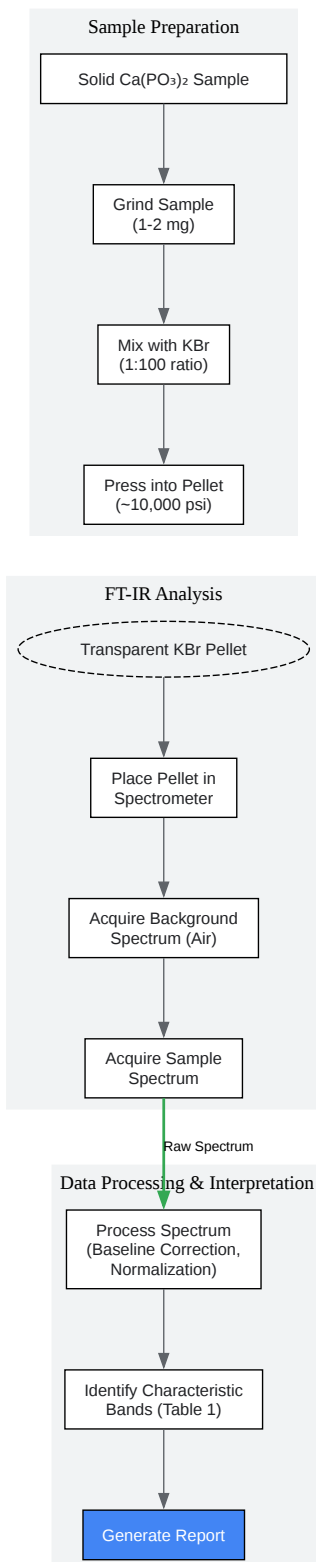 Sample Preparation
Solid Ca(PO₃)₂ Sample
Grind Sample
(1-2 mg)
Mix with KBr
(1:100 ratio)
Press into Pellet
(~10,000 psi)
FT-IR Analysis
Transparent KBr Pellet
Place Pellet in
Spectrometer
Acquire Background
Spectrum (Air)
Acquire Sample
Spectrum
Raw Spectrum
Data Processing & Interpretation
Process Spectrum
(Baseline Correction,
Normalization)
Identify Characteristic
Bands (Table 1)
Generate Report